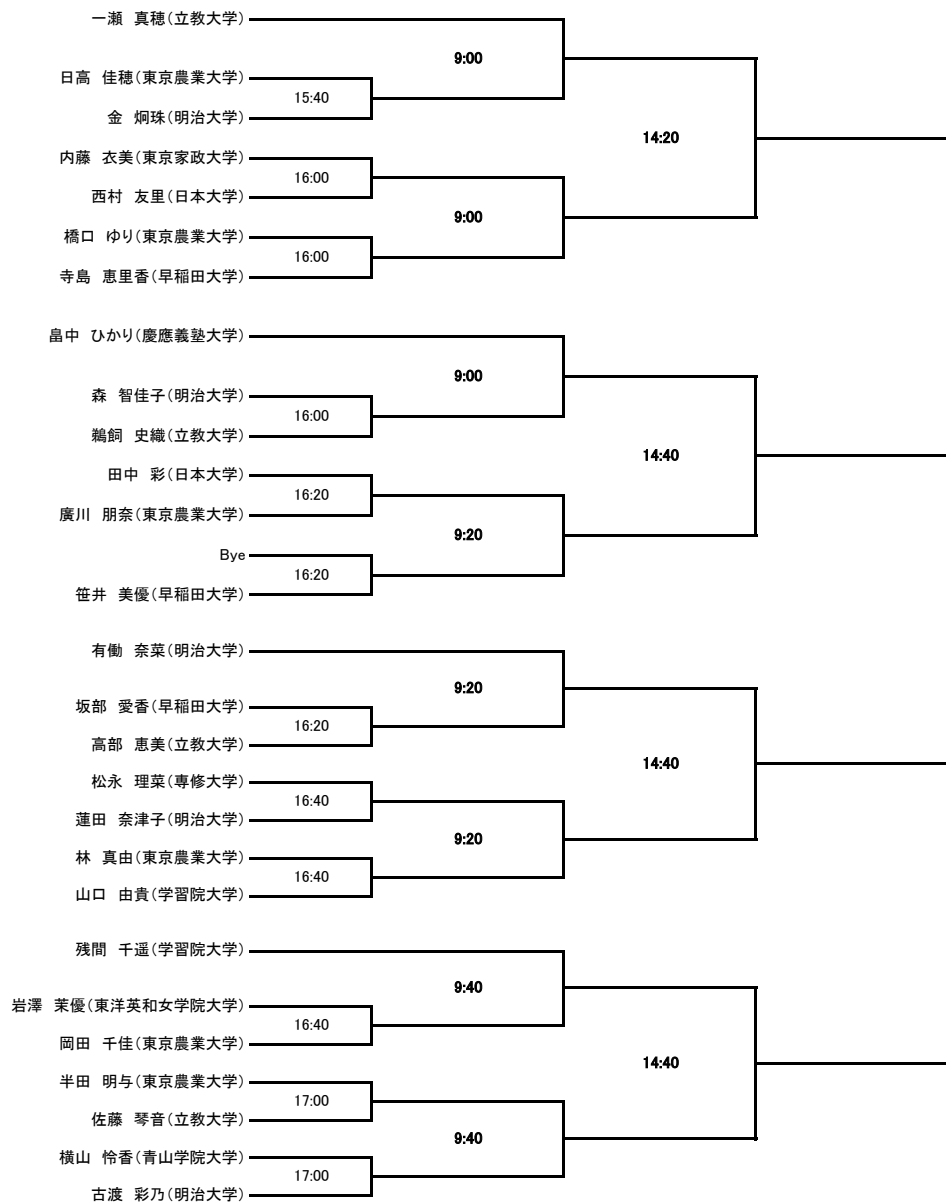 一瀬 真穂(立教大学)
9:00
日高 佳穂(東京農業大学)
15:40
金 炯珠(明治大学)
14:20
内藤 衣美(東京家政大学)
16:00
西村 友里(日本大学)
9:00
橋口 ゆり(東京農業大学)
16:00
寺島 恵里香(早稲田大学)
畠中 ひかり(慶應義塾大学)
9:00
森 智佳子(明治大学)
16:00
鵜飼 史織(立教大学)
14:40
田中 彩(日本大学)
16:20
廣川 朋奈(東京農業大学)
9:20
Bye
16:20
笹井 美優(早稲田大学)
有働 奈菜(明治大学)
9:20
坂部 愛香(早稲田大学)
16:20
高部 恵美(立教大学)
14:40
松永 理菜(専修大学)
16:40
蓮田 奈津子(明治大学)
9:20
林 真由(東京農業大学)
16:40
山口 由貴(学習院大学)
残間 千遥(学習院大学)
9:40
岩澤 茉優(東洋英和女学院大学)
16:40
岡田 千佳(東京農業大学)
14:40
半田 明与(東京農業大学)
17:00
佐藤 琴音(立教大学)
9:40
横山 怜香(青山学院大学)
17:00
古渡 彩乃(明治大学)